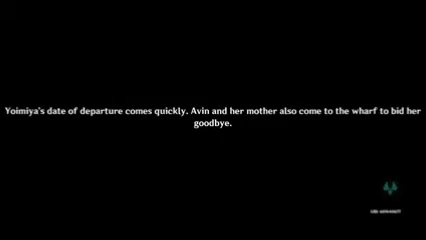 Yoimiya's date of departure comes quickly. Avin and her mother also come to the wharf to bid her
goodbye.